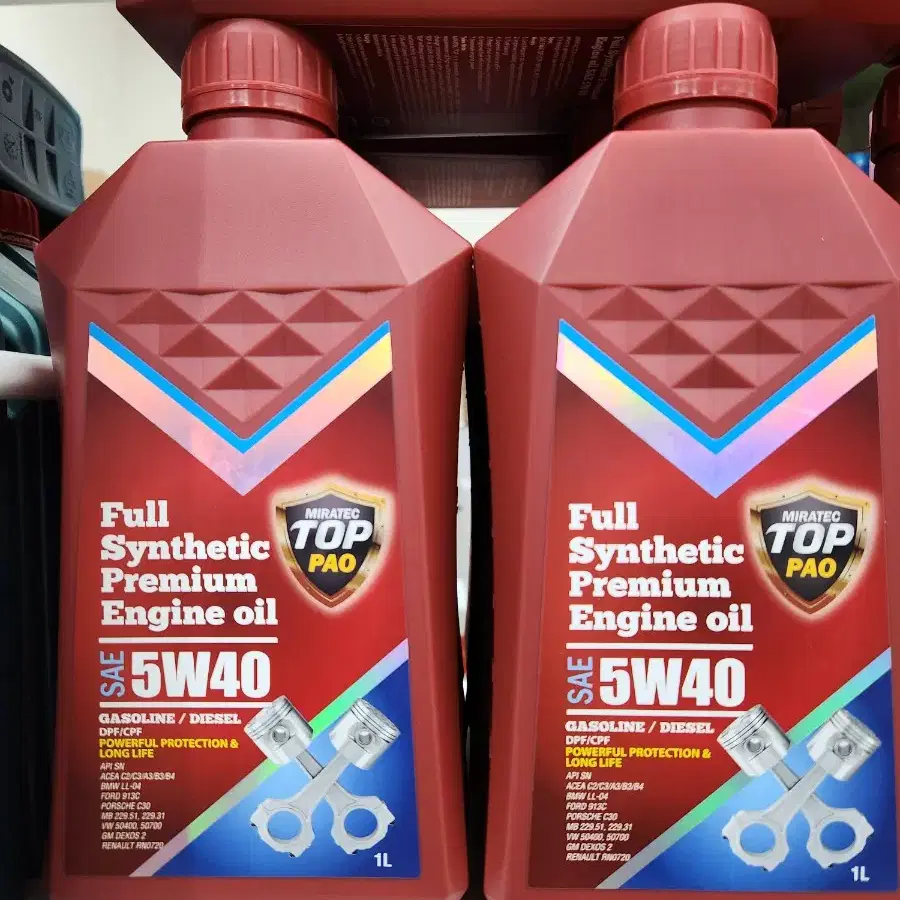 Full
Synthetic
Premium
Engine oil
MIRATEC
TOP
PAO
SAE 5W40
GASOLINE / DIESEL
DPF/CPF
POWERFUL PROTECTION &
LONG LIFE
API SN
ACEA C2/C3/A3/B3/B4
BMW LL-04
FORD 913C
PORSCHE C30
MB 229.51, 229.31
VW 50400, 50700
GM DEXOS 2
RENAULT RN0720
1L
Full
Synthetic
Premium
Engine oil
MIRATEC
TOP
PAO
SAE 5W40
GASOLINE / DIESEL
DPF/CPF
POWERFUL PROTECTION &
LONG LIFE
API SN
ACEA C2/C3/A3/B3/B4
BMW LL-04
FORD 913C
PORSCHE C30
MB 229.51, 229.31
VW 50400, 50700
GM DEXOS 2
RENAULT RN0720
1L